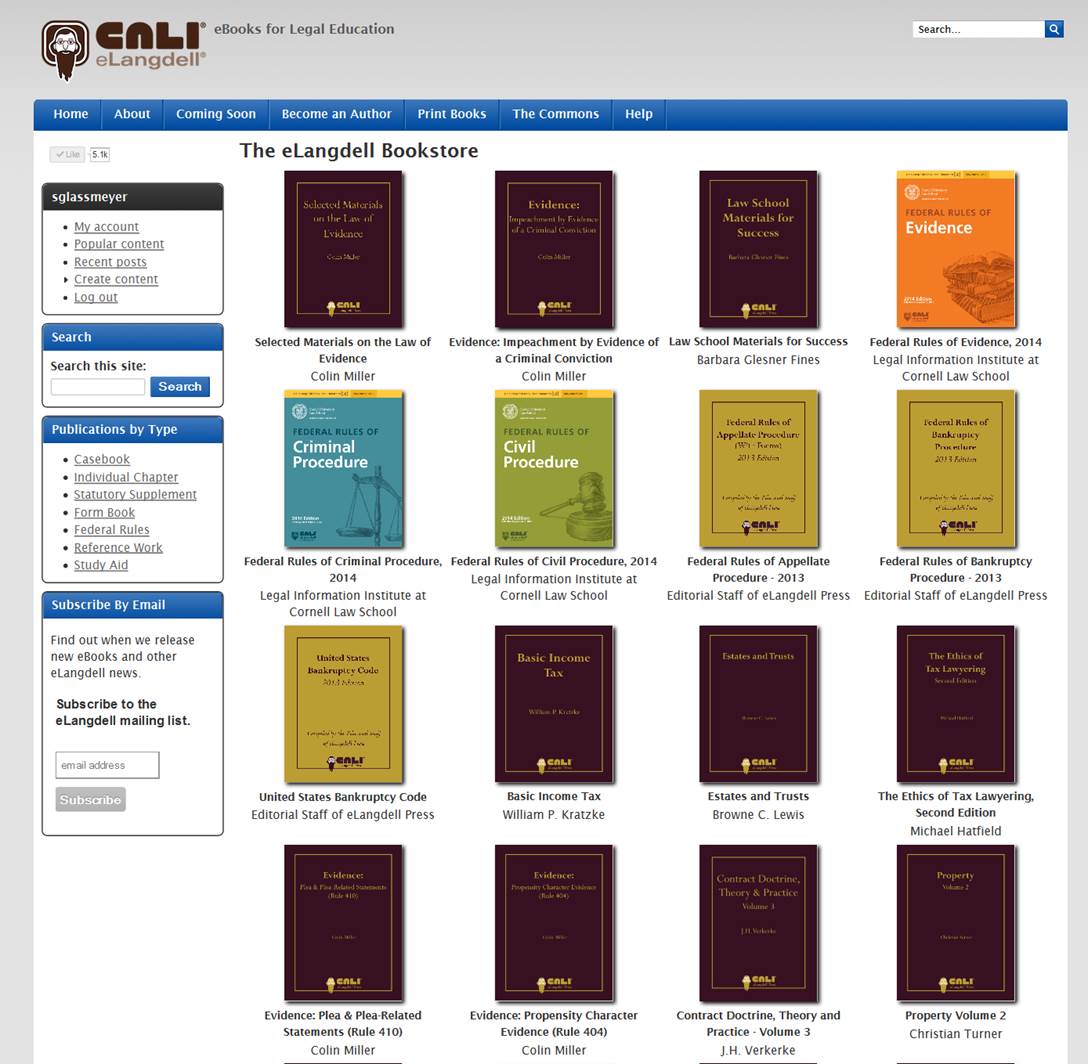 CALI®
eLangdell®
eBooks for Legal Education
Search...
Home
About
Coming Soon
Become an Author
Print Books
The Commons
Help
Like
5.1k
sglassmeyer
My account
Popular content
Recent posts
Create content
Log out
Search
Search this site:
Search
Publications by Type
Casebook
Individual Chapter
Statutory Supplement
Form Book
Federal Rules
Reference Work
Study Aid
Subscribe By Email
Find out when we release
new eBooks and other
eLangdell news.
Subscribe to the
eLangdell mailing list.
email address
Subscribe
The eLangdell Bookstore
Selected Materials
on the Law of
Evidence
Colin Miller
CALI
Selected Materials on the Law of
Evidence
Colin Miller
Evidence:
Impeachment by Evidence
of a Criminal Conviction
Colin Miller
CALI
Evidence: Impeachment by Evidence of
a Criminal Conviction
Colin Miller
Law School
Materials for
Success
Barbara Glesner Fines
CALI
Law School Materials for Success
Barbara Glesner Fines
FEDERAL RULES OF
Evidence
2014 Edition
CALI
Federal Rules of Evidence, 2014
Legal Information Institute at
Cornell Law School
FEDERAL RULES OF
Criminal
Procedure
2014 Edition
CALI
Federal Rules of Criminal Procedure,
2014
Legal Information Institute at
Cornell Law School
FEDERAL RULES OF
Civil
Procedure
2014 Edition
CALI
Federal Rules of Civil Procedure, 2014
Legal Information Institute at
Cornell Law School
Federal Rules of
Appellate Procedure
(With Forms)
2013 Edition
Compiled by the Editorial Staff
of eLangdell Press
CALI
Federal Rules of Appellate
Procedure - 2013
Editorial Staff of eLangdell Press
Federal Rules of
Bankruptcy
Procedure
2013 Edition
Compiled by the Editorial Staff
of eLangdell Press
CALI
Federal Rules of Bankruptcy
Procedure - 2013
Editorial Staff of eLangdell Press
United States
Bankruptcy Code
2013 Edition
Compiled by the Editorial Staff
of eLangdell Press
CALI
United States Bankruptcy Code
Editorial Staff of eLangdell Press
Basic Income
Tax
William P. Kratzke
CALI
Basic Income Tax
William P. Kratzke
Estates and Trusts
Browne C. Lewis
CALI
Estates and Trusts
Browne C. Lewis
The Ethics of
Tax Lawyering
Second Edition
Michael Hatfield
CALI
The Ethics of Tax Lawyering,
Second Edition
Michael Hatfield
Evidence:
Plea & Plea-Related Statements
(Rule 410)
Colin Miller
CALI
Evidence: Plea & Plea-Related
Statements (Rule 410)
Colin Miller
Evidence:
Propensity Character Evidence
(Rule 404)
Colin Miller
CALI
Evidence: Propensity Character
Evidence (Rule 404)
Colin Miller
Contract Doctrine,
Theory & Practice
Volume 3
J.H. Verkerke
CALI
Contract Doctrine, Theory and
Practice - Volume 3
J.H. Verkerke
Property
Volume 2
Christian Turner
CALI
Property Volume 2
Christian Turner